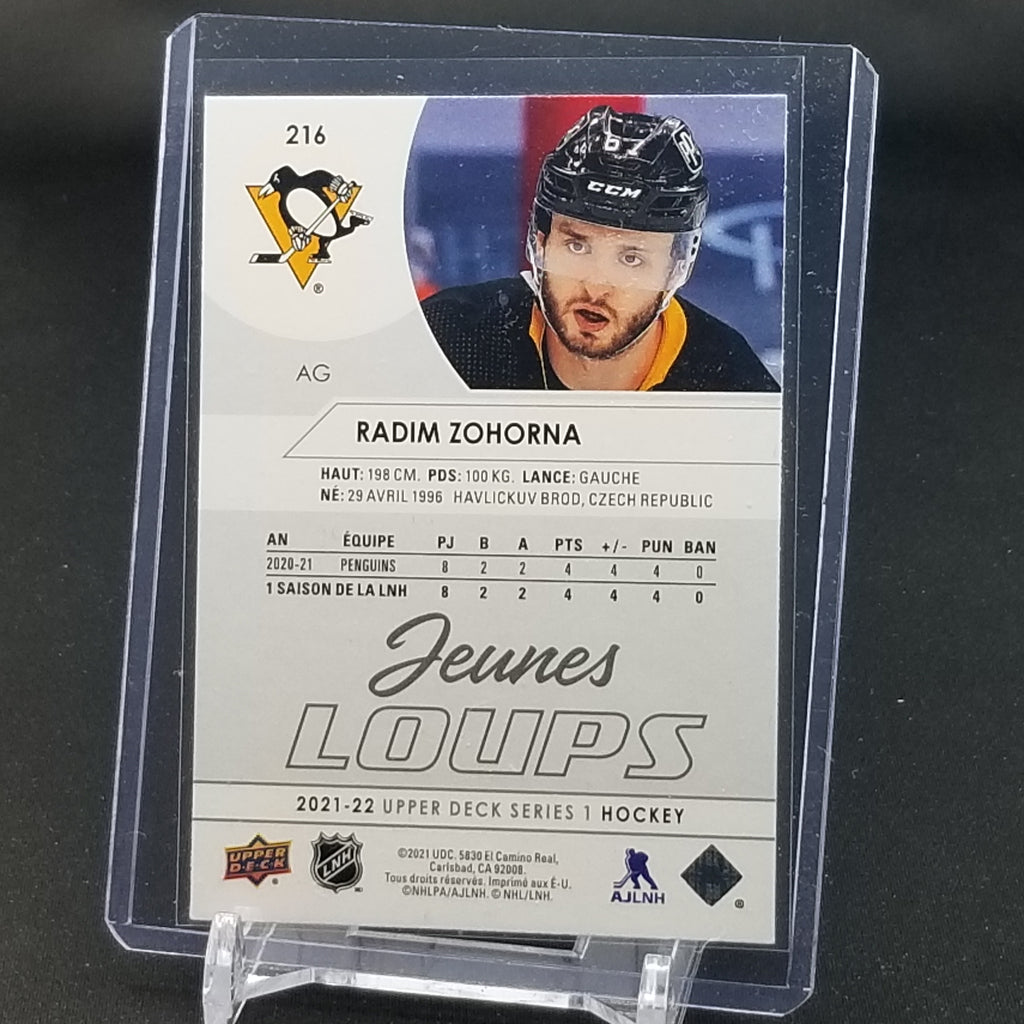 216
67
CCM
AG
RADIM ZOHORNA
HAUT: 198 CM. PDS: 100 KG. LANCE: GAUCHE
NÉ: 29 AVRIL 1996 HAVLICKUV BROD, CZECH REPUBLIC
AN ÉQUIPE PJ B A PTS +/- PUN BAN
2020-21 PENGUINS 8 2 2 4 4 4 0
1 SAISON DE LA LNH 8 2 2 4 4 4 0
Jeunes
LOUPS
2021-22 UPPER DECK SERIES 1 HOCKEY
UPPER DECK
LNH
©2021 UDC. 5830 El Camino Real,
Carlsbad, CA 92008.
Tous droits réservés. Imprimé aux É-U.
©NHLPA/AJLNH. © NHL/LNH.
AJLNH